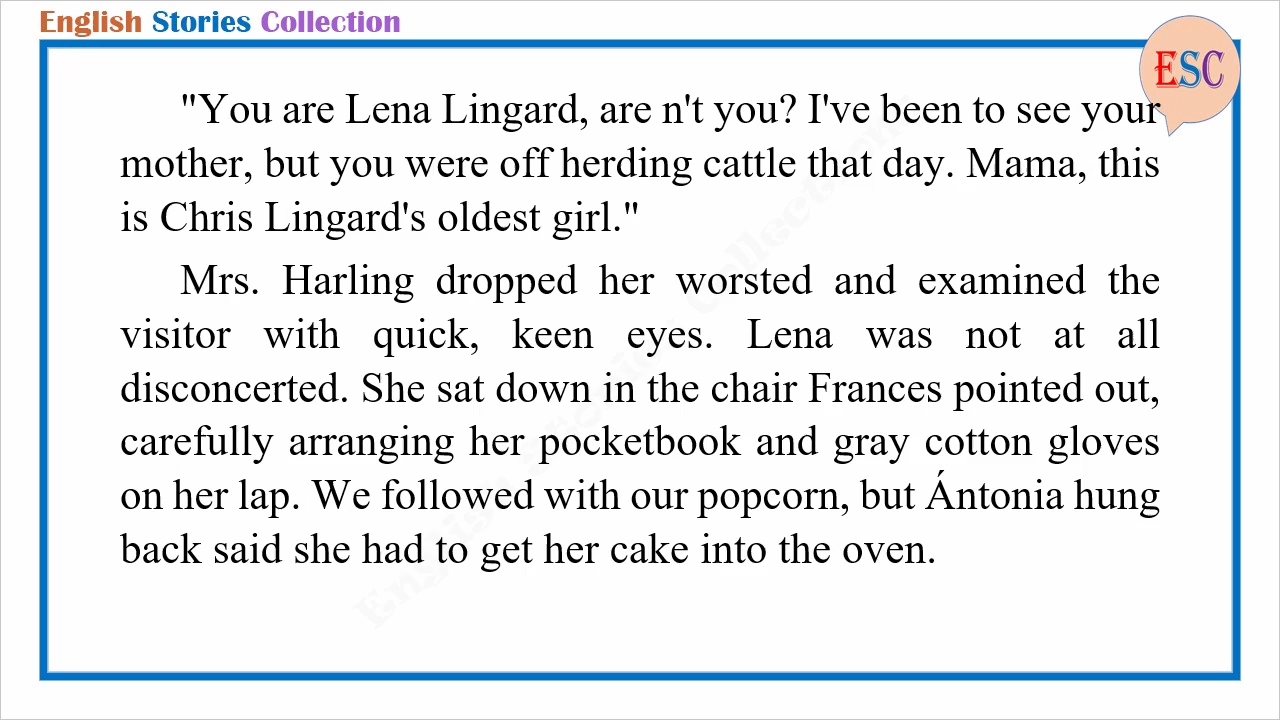 English Stories Collection
ESC
"You are Lena Lingard, are n't you? I've been to see your
mother, but you were off herding cattle that day. Mama, this
is Chris Lingard's oldest girl."
Mrs. Harling dropped her worsted and examined the
visitor with quick, keen eyes. Lena was not at all
disconcerted. She sat down in the chair Frances pointed out,
carefully arranging her pocketbook and gray cotton gloves
on her lap. We followed with our popcorn, but Ántonia hung
back said she had to get her cake into the oven.
English Stories Collection